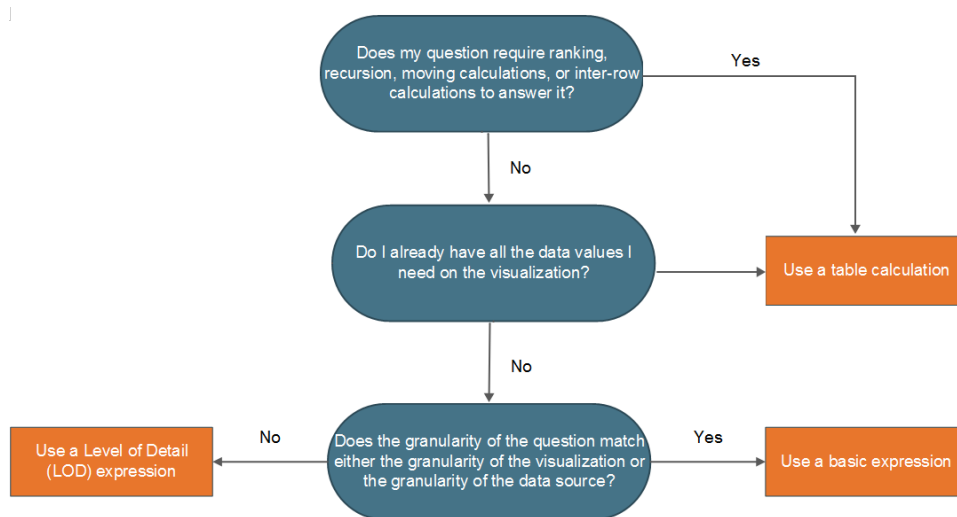 Does my question require ranking,
recursion, moving calculations, or inter-row
calculations to answer it?
Yes
No
Do I already have all the data values I
need on the visualization?
Use a table calculation
No
Use a Level of Detail
(LOD) expression
No
Does the granularity of the question match
either the granularity of the visualization or
the granularity of the data source?
Yes
Use a basic expression